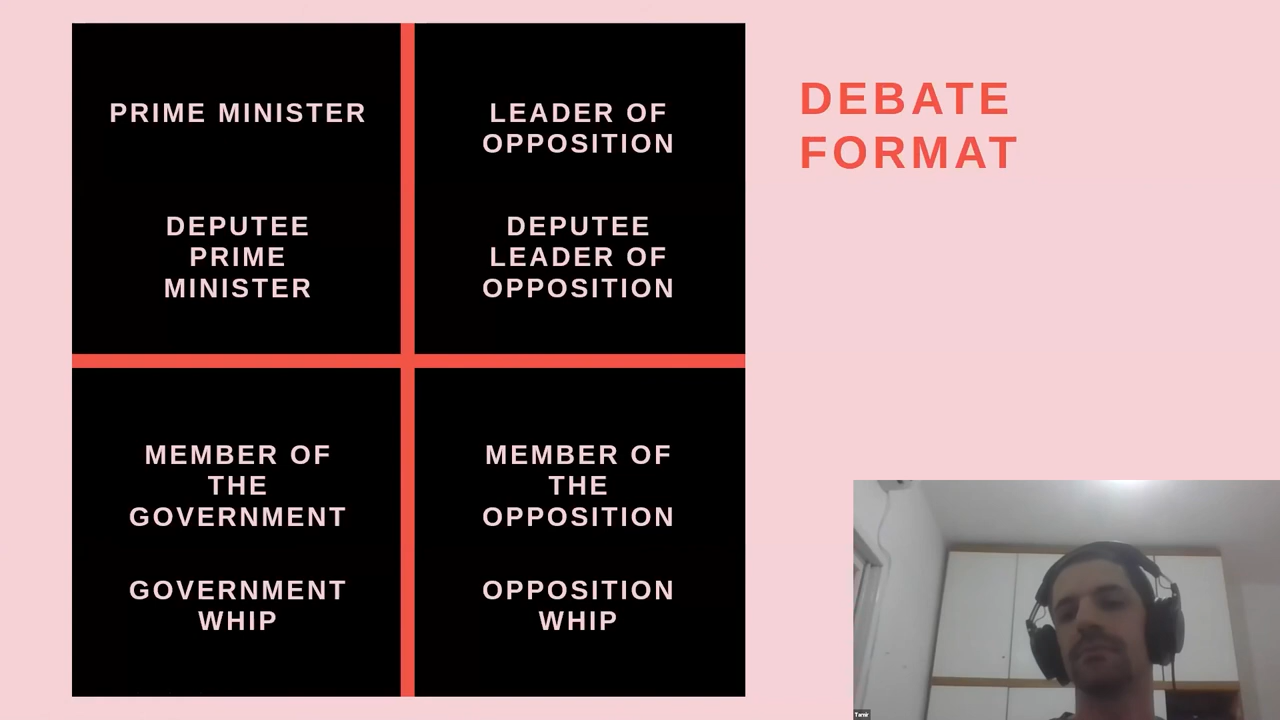 PRIME MINISTER
DEPUTEE
PRIME
MINISTER
LEADER OF
OPPOSITION
DEPUTEE
LEADER OF
OPPOSITION
MEMBER OF
THE
GOVERNMENT
GOVERNMENT
WHIP
MEMBER OF
THE
OPPOSITION
OPPOSITION
WHIP
DEBATE
FORMAT
Tamir